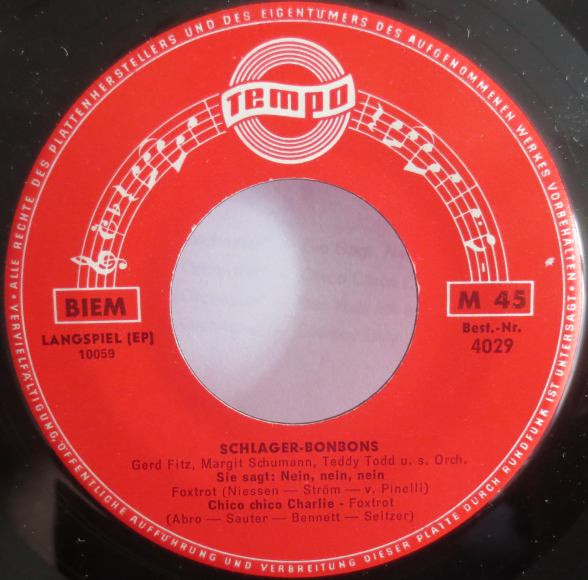 ALLE RECHTE DES PLATTENHERSTELLERS UND DES EIGENTÜMERS DES AUFGENOMMENEN WERKES VORBEHALTEN • VERVIELFÄLTIGUNG, ÖFFENTLICHE AUFFÜHRUNG UND VERBREITUNG DIESER PLATTE DURCH RUNDFUNK IST UNTERSAGT •
Tempo
BIEM
M 45
LANGSPIEL (EP)
10059
Best.-Nr.
4029
SCHLAGER-BONBONS
Gerd Fitz, Margit Schumann, Teddy Todd u. s. Orch.
Sie sagt: Nein, nein, nein
Foxtrot (Niessen — Ström — v. Pinelli)
Chico chico Charlie - Foxtrot
(Abro — Sauter — Bennett — Seltzer)